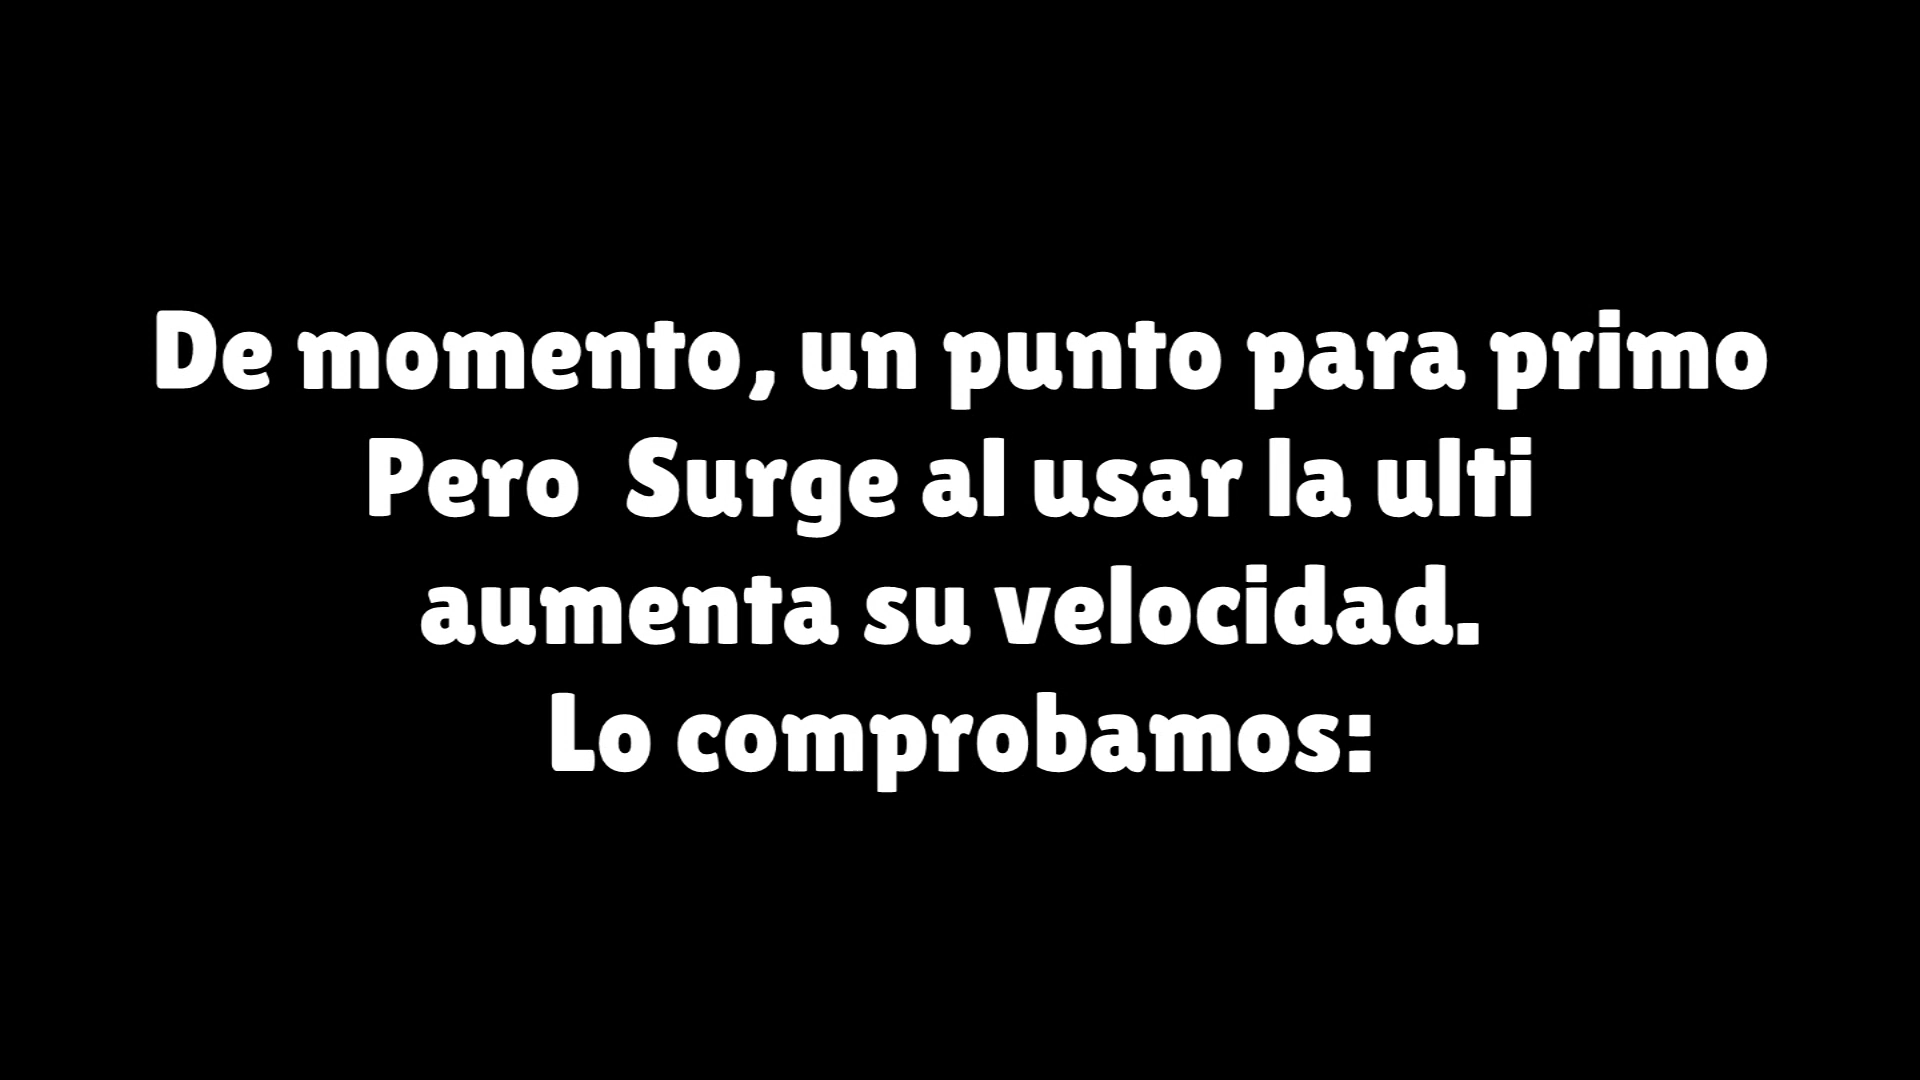 De momento, un punto para primo
Pero  Surge al usar la ulti
aumenta su velocidad.
Lo comprobamos: